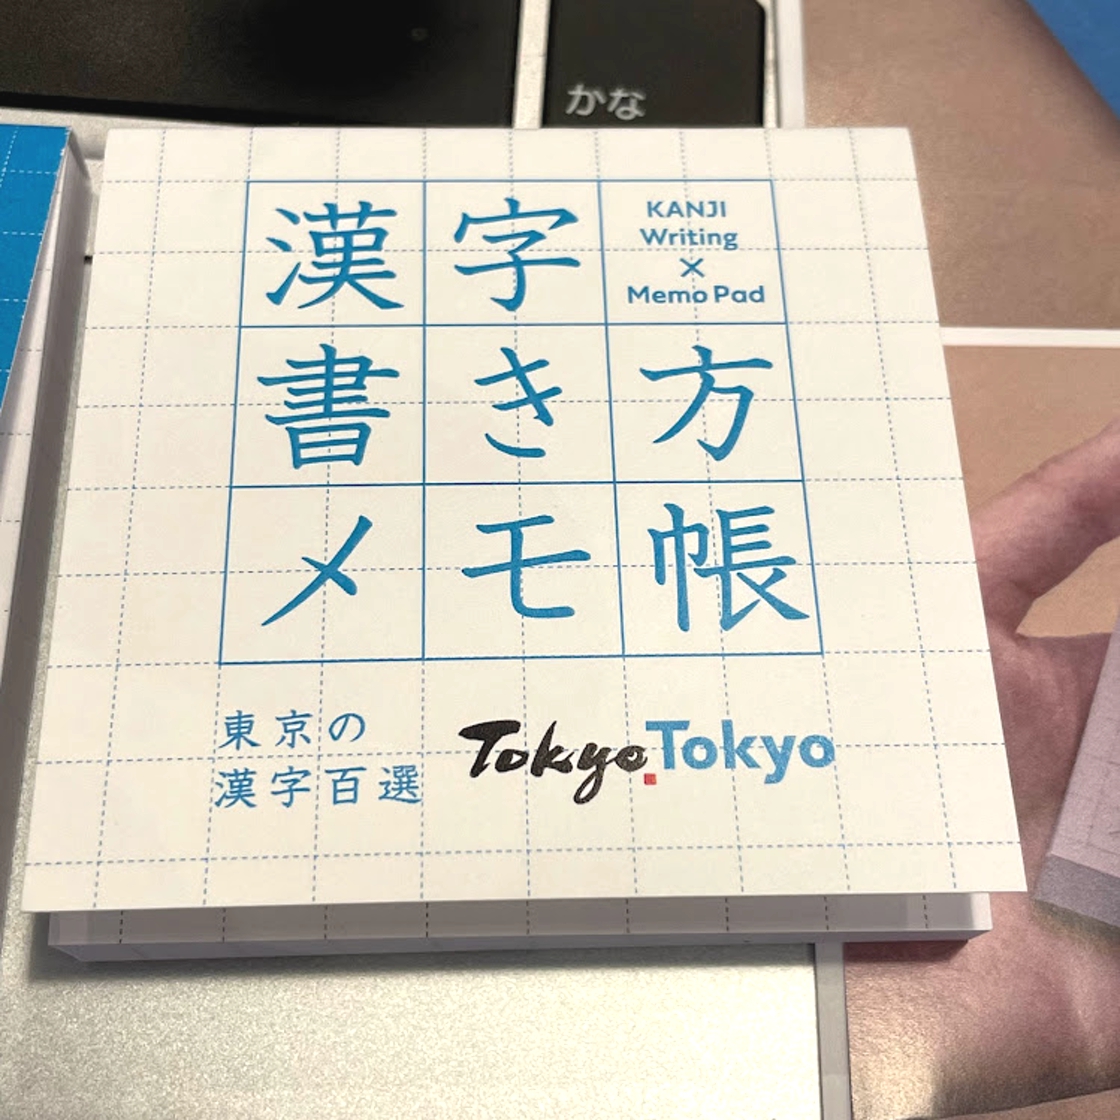 かな
漢字
KANJI
Writing
×
Memo Pad
書き方
メモ帳
東京の
漢字百選
Tokyo Tokyo